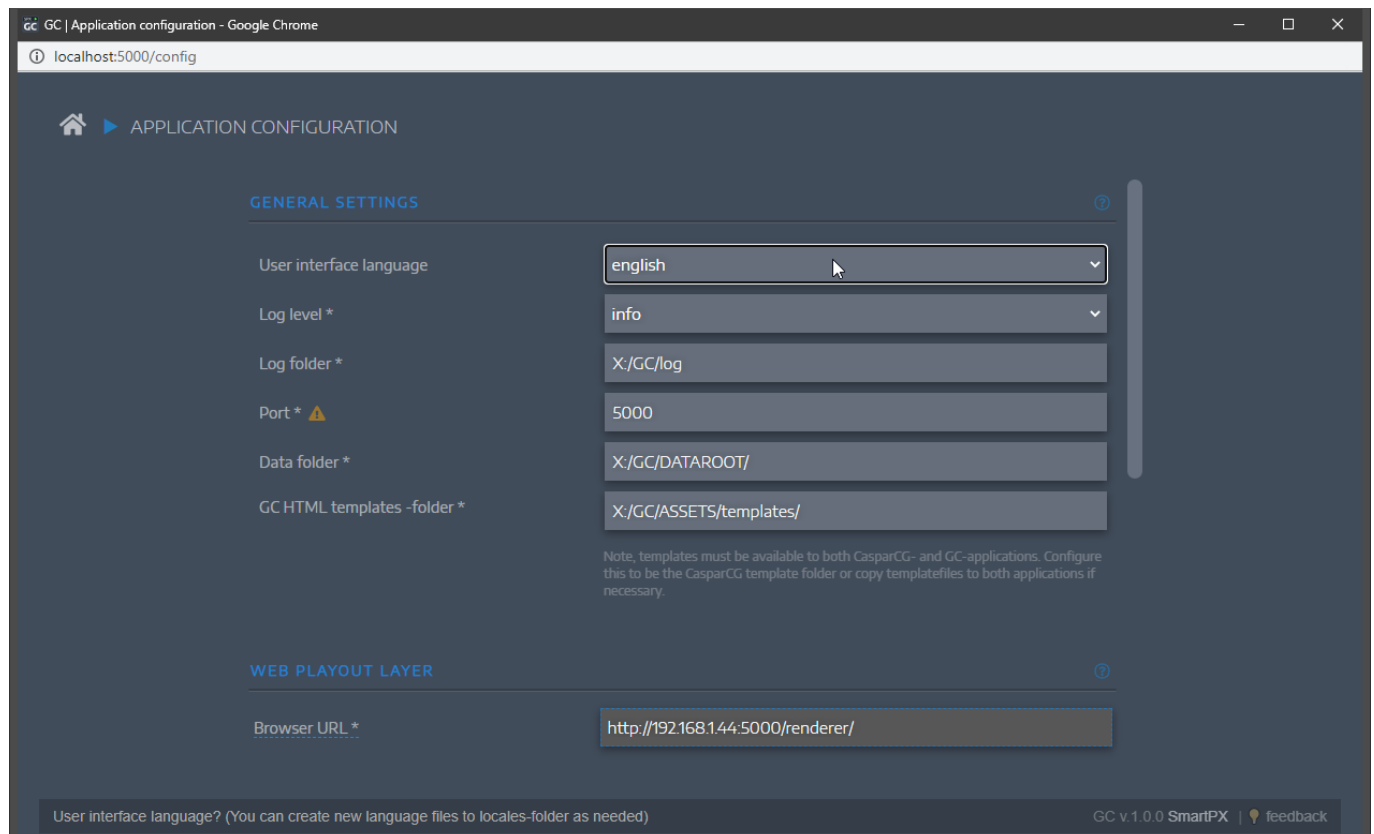 GC GC | Application configuration - Google Chrome
localhost:5000/config
APPLICATION CONFIGURATION
GENERAL SETTINGS
User interface language
english
Log level *
info
Log folder *
X:/GC/log
Port *
5000
Data folder *
X:/GC/DATAROOT/
GC HTML templates -folder *
X:/GC/ASSETS/templates/
Note, templates must be available to both CasparCG- and GC-applications. Configure
this to be the CasparCG template folder or copy templatefiles to both applications if
necessary.
WEB PLAYOUT LAYER
Browser URL *
http://192.168.1.44:5000/renderer/
User interface language? (You can create new language files to locales-folder as needed)
GC v.1.0.0 SmartPX | feedback